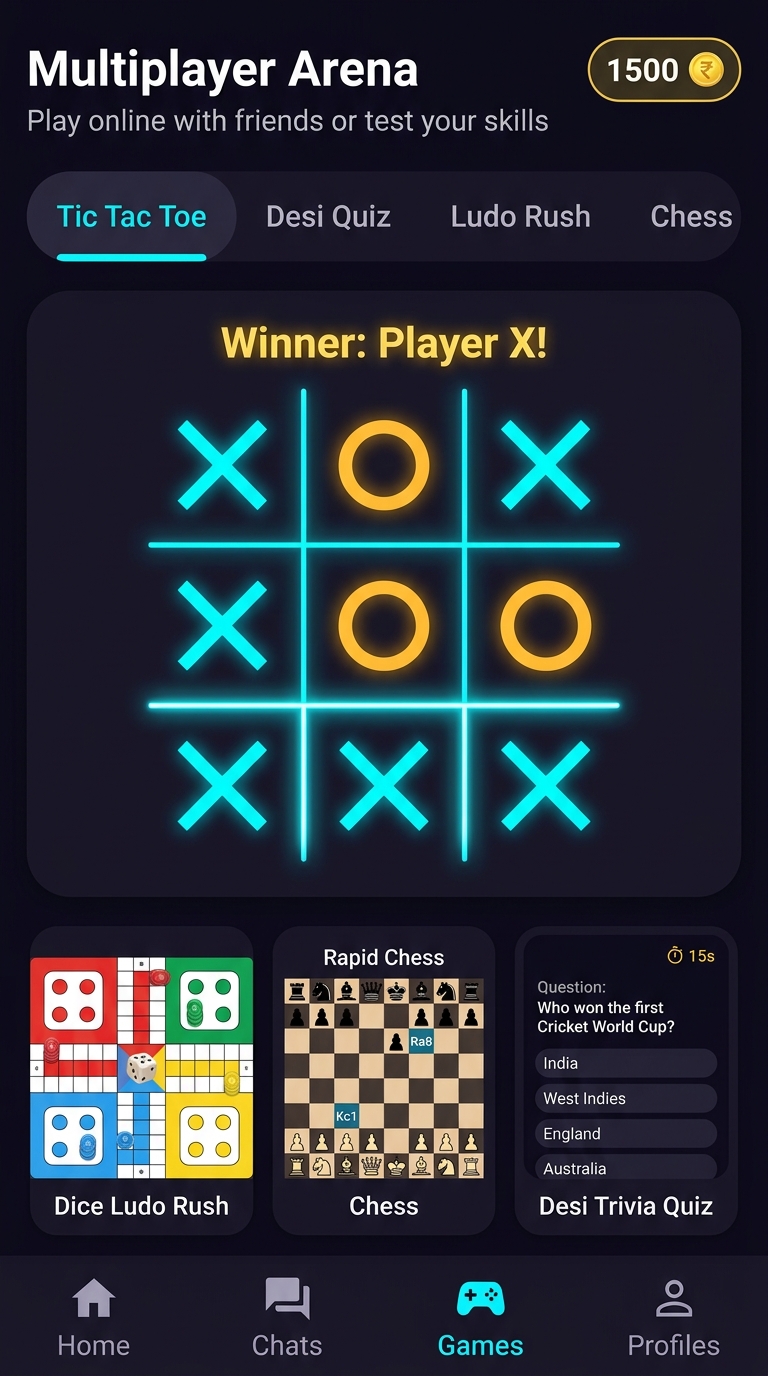 Multiplayer Arena
1500 ₹
Play online with friends or test your skills
Tic Tac Toe
Desi Quiz
Ludo Rush
Chess
Winner: Player X!
X O X
X O O
X X X
Dice Ludo Rush
Rapid Chess
Ra8
Kc1
Chess
15s
Question:
Who won the first
Cricket World Cup?
India
West Indies
England
Australia
Desi Trivia Quiz
Home
Chats
Games
Profiles